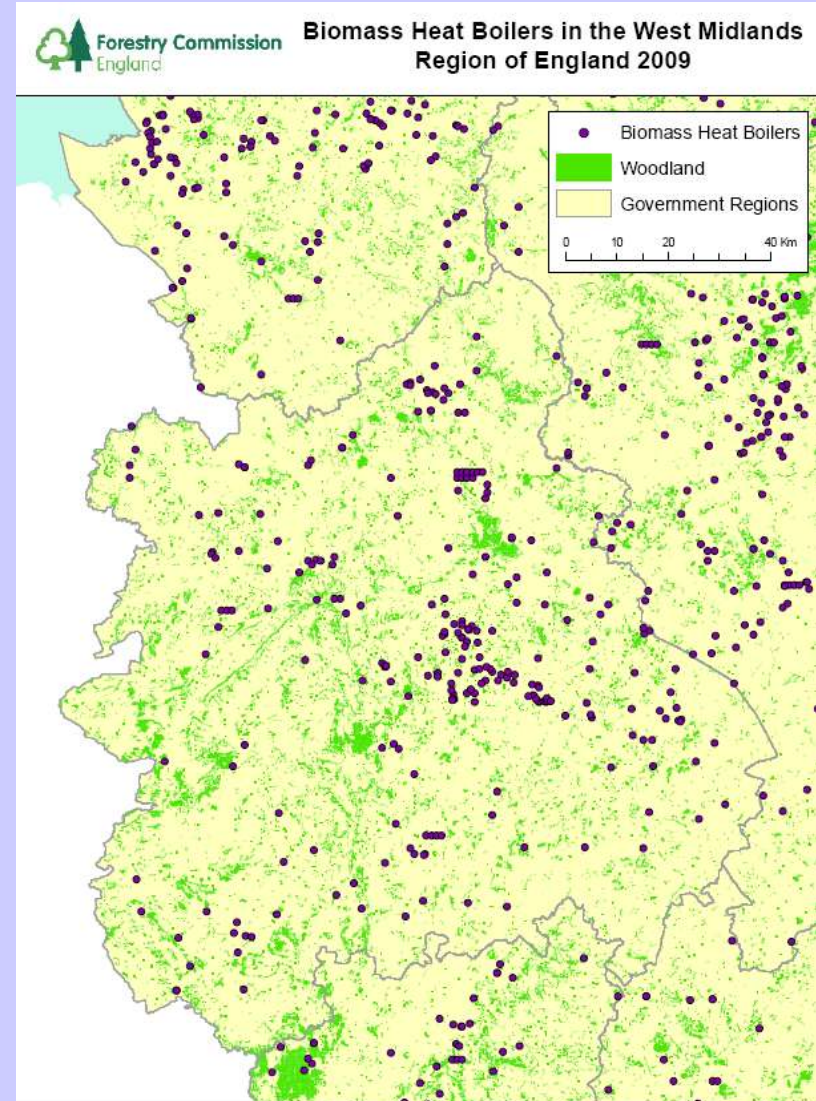 Forestry Commission
England
Biomass Heat Boilers in the West Midlands
Region of England 2009
Biomass Heat Boilers
Woodland
Government Regions
0 10 20 40 Km